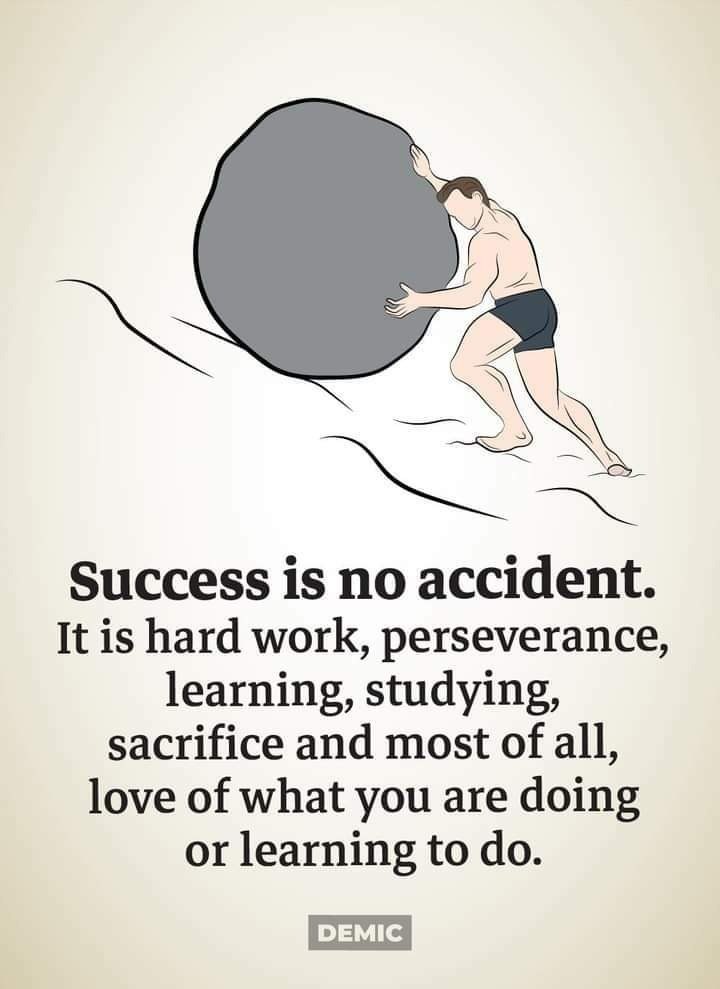 Success is no accident.
It is hard work, perseverance,
learning, studying,
sacrifice and most of all,
love of what you are doing
or learning to do.
DEMIC